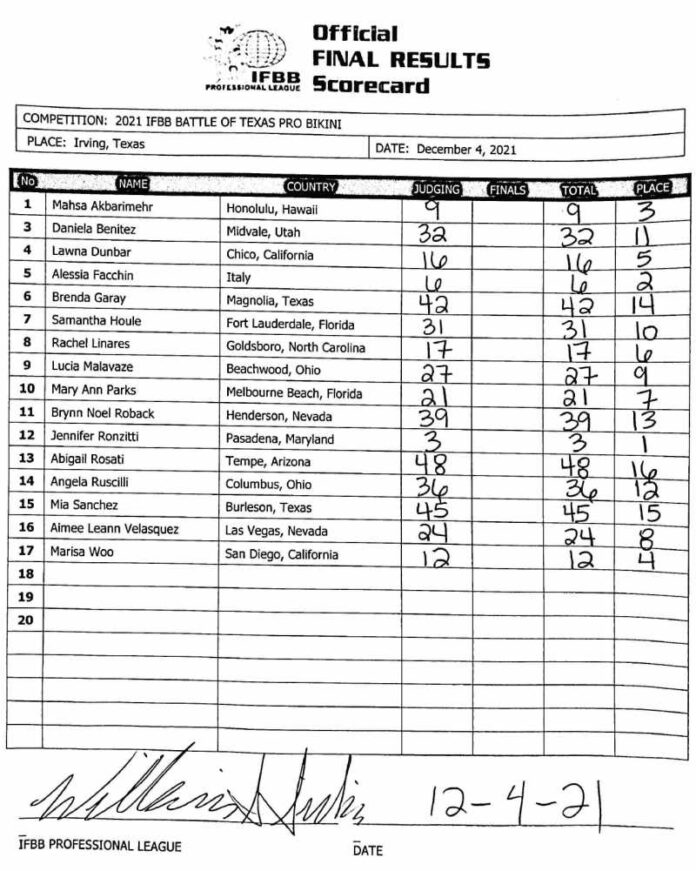 Official
FINAL RESULTS
Scorecard
IFBB
PROFESSIONAL LEAGUE
COMPETITION: 2021 IFBB BATTLE OF TEXAS PRO BIKINI
PLACE: Irving, Texas DATE: December 4, 2021
No NAME COUNTRY JUDGING FINALS TOTAL PLACE
1 Mahsa Akbarimehr Honolulu, Hawaii 9 9 3
3 Daniela Benitez Midvale, Utah 32 32 11
4 Lawna Dunbar Chico, California 16 16 5
5 Alessia Facchin Italy 6 6 2
6 Brenda Garay Magnolia, Texas 42 42 14
7 Samantha Houle Fort Lauderdale, Florida 31 31 10
8 Rachel Linares Goldsboro, North Carolina 17 17 6
9 Lucia Malavaze Beachwood, Ohio 27 27 9
10 Mary Ann Parks Melbourne Beach, Florida 21 21 7
11 Brynn Noel Roback Henderson, Nevada 39 39 13
12 Jennifer Ronzitti Pasadena, Maryland 3 3 1
13 Abigail Rosati Tempe, Arizona 48 48 16
14 Angela Ruscilli Columbus, Ohio 36 36 12
15 Mia Sanchez Burleson, Texas 45 45 15
16 Aimee Leann Velasquez Las Vegas, Nevada 24 24 8
17 Marisa Woo San Diego, California 12 12 4
18
19
20
12-4-21
IFBB PROFESSIONAL LEAGUE DATE